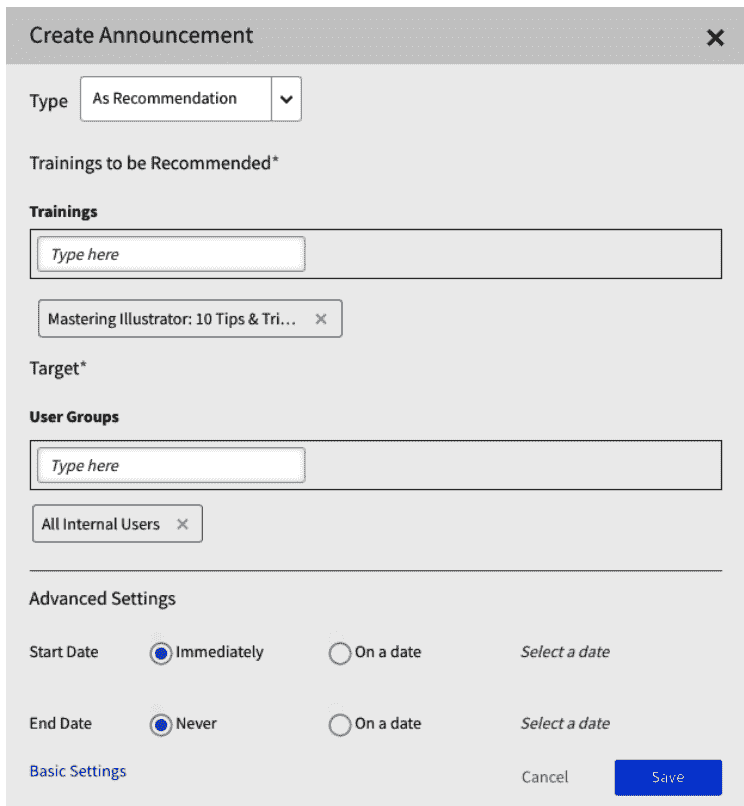 Create Announcement
Type As Recommendation
Trainings to be Recommended*
Trainings
Type here
Mastering Illustrator: 10 Tips & Tri...
Target*
User Groups
Type here
All Internal Users
Advanced Settings
Start Date Immediately On a date Select a date
End Date Never On a date Select a date
Basic Settings Cancel Save